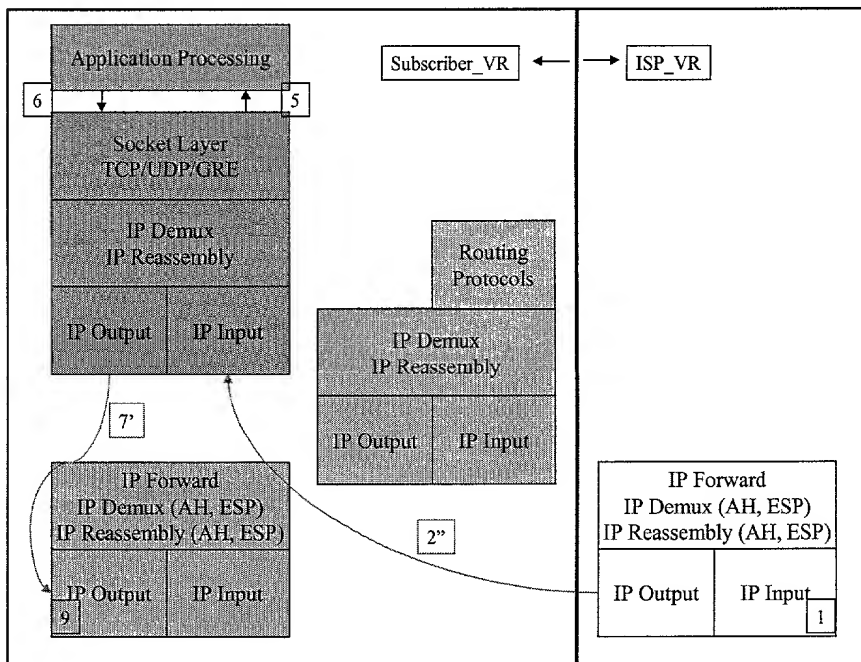 Application Processing
Subscriber_VR
ISP_VR
6
5
Socket Layer
TCP/UDP/GRE
IP Demux
IP Reassembly
IP Output
IP Input
Routing
Protocols
IP Demux
IP Reassembly
IP Output
IP Input
7’
2”
IP Forward
IP Demux (AH, ESP)
IP Reassembly (AH, ESP)
IP Output
IP Input
9
IP Forward
IP Demux (AH, ESP)
IP Reassembly (AH, ESP)
IP Output
IP Input
1